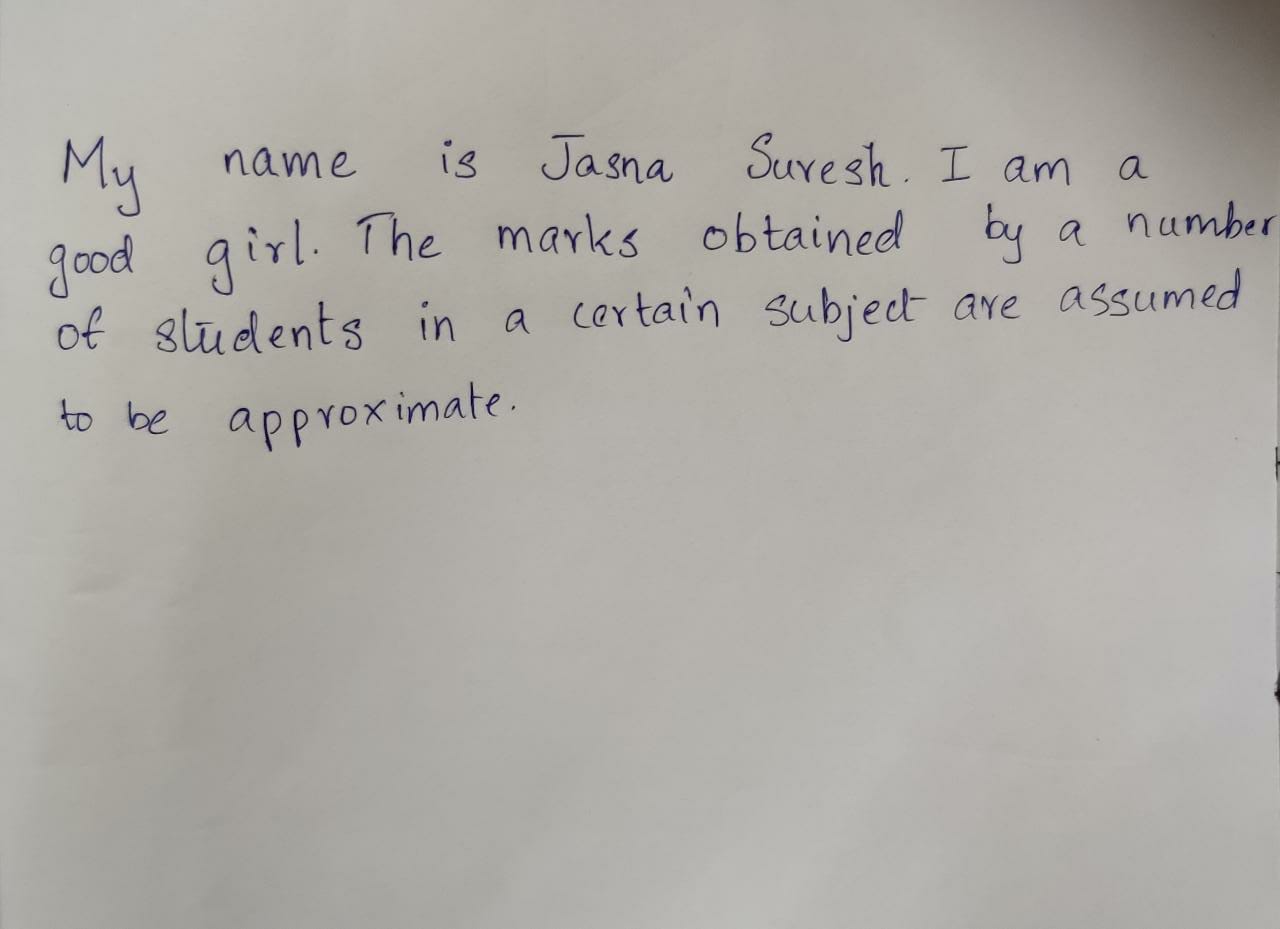 My name is Jasna Suresh. I am a
good girl. The marks obtained by a number
of students in a certain subject are assumed
to be approximate.